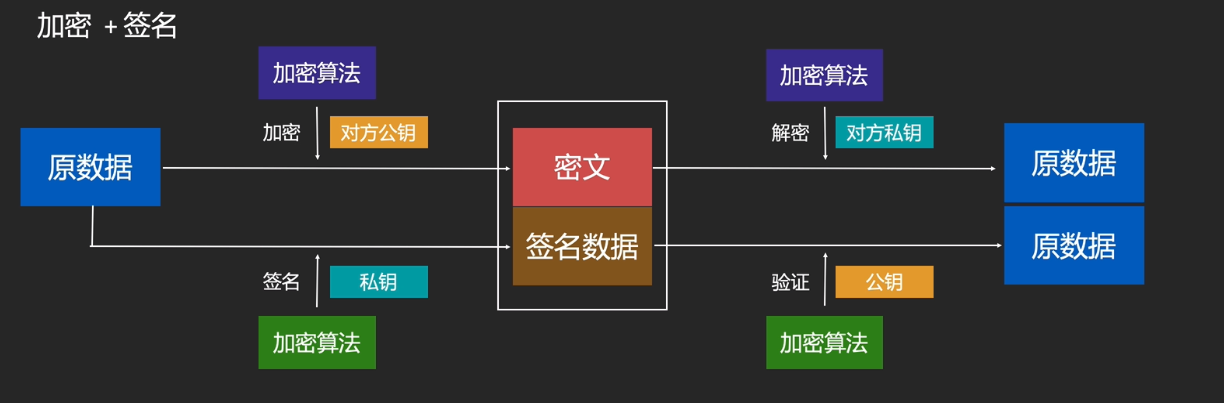 加密 + 签名
加密算法
加密算法
加密
对方公钥
解密
对方私钥
原数据
密文
原数据
签名数据
原数据
签名
私钥
验证
公钥
加密算法
加密算法